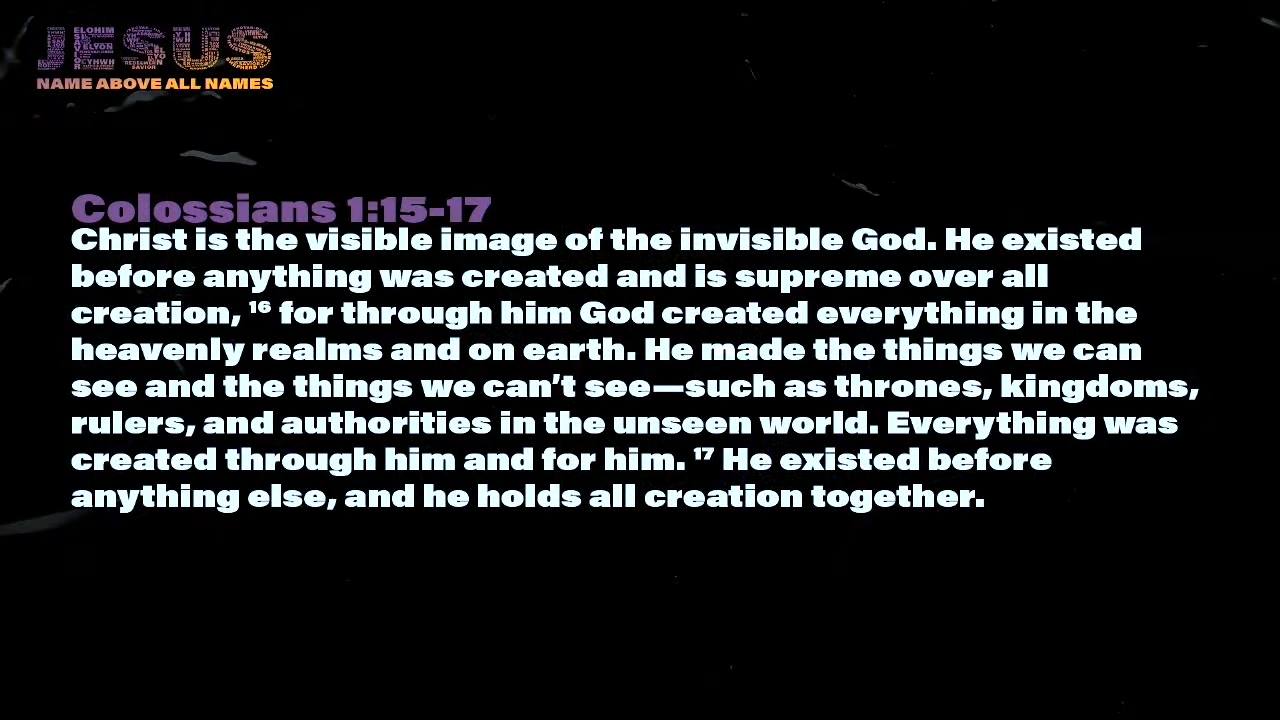 JESUS
NAME ABOVE ALL NAMES
Colossians 1:15-17
Christ is the visible image of the invisible God. He existed
before anything was created and is supreme over all
creation, ¹⁶ for through him God created everything in the
heavenly realms and on earth. He made the things we can
see and the things we can't see—such as thrones, kingdoms,
rulers, and authorities in the unseen world. Everything was
created through him and for him. ¹⁷ He existed before
anything else, and he holds all creation together.